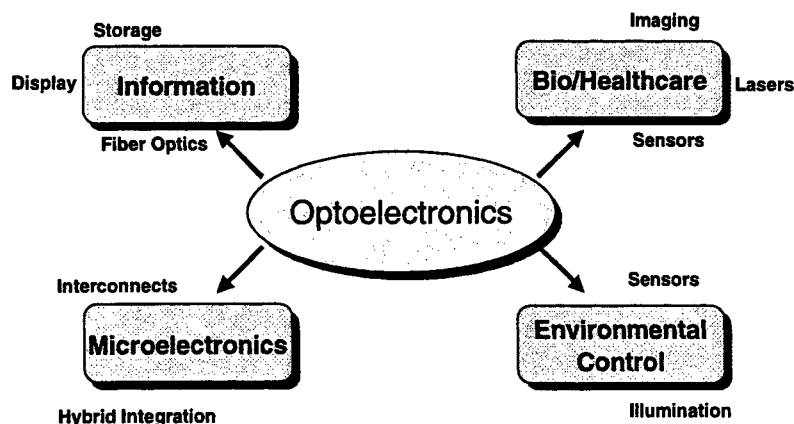 Storage
Imaging
Display
Information
Bio/Healthcare
Lasers
Fiber Optics
Sensors
Optoelectronics
Interconnects
Sensors
Microelectronics
Environmental
Control
Hybrid Integration
Illumination